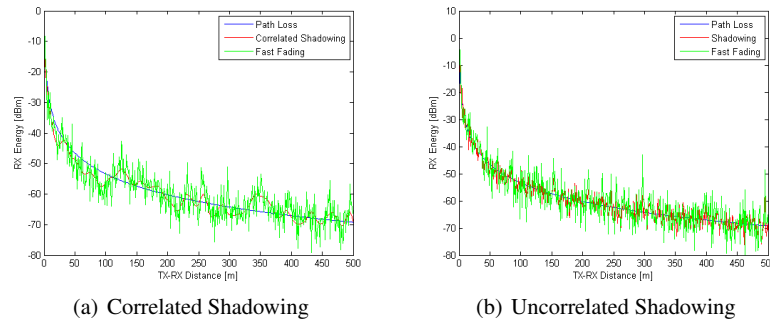 0
-10
-20
-30
-40
-50
-60
-70
-80
RX Energy [dBm]
0 50 100 150 200 250 300 350 400 450 500
TX-RX Distance [m]
Path Loss
Correlated Shadowing
Fast Fading
(a) Correlated Shadowing
10
0
-10
-20
-30
-40
-50
-60
-70
-80
RX Energy [dBm]
0 50 100 150 200 250 300 350 400 450 500
TX-RX Distance [m]
Path Loss
Shadowing
Fast Fading
(b) Uncorrelated Shadowing